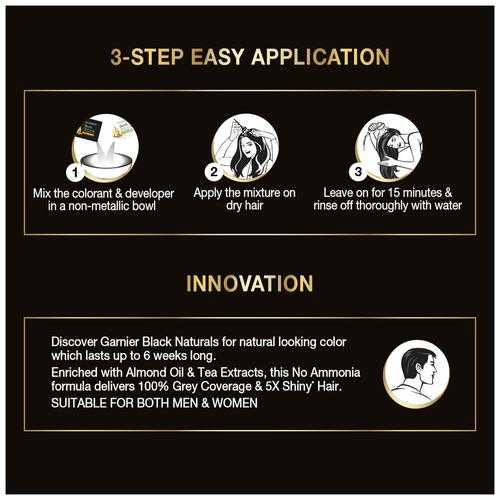 3-STEP EASY APPLICATION
1
Mix the colorant & developer
in a non-metallic bowl
2
Apply the mixture on
dry hair
3
Leave on for 15 minutes &
rinse off thoroughly with water
INNOVATION
Discover Garnier Black Naturals for natural looking color
which lasts up to 6 weeks long.
Enriched with Almond Oil & Tea Extracts, this No Ammonia
formula delivers 100% Grey Coverage & 5X Shiny* Hair.
SUITABLE FOR BOTH MEN & WOMEN